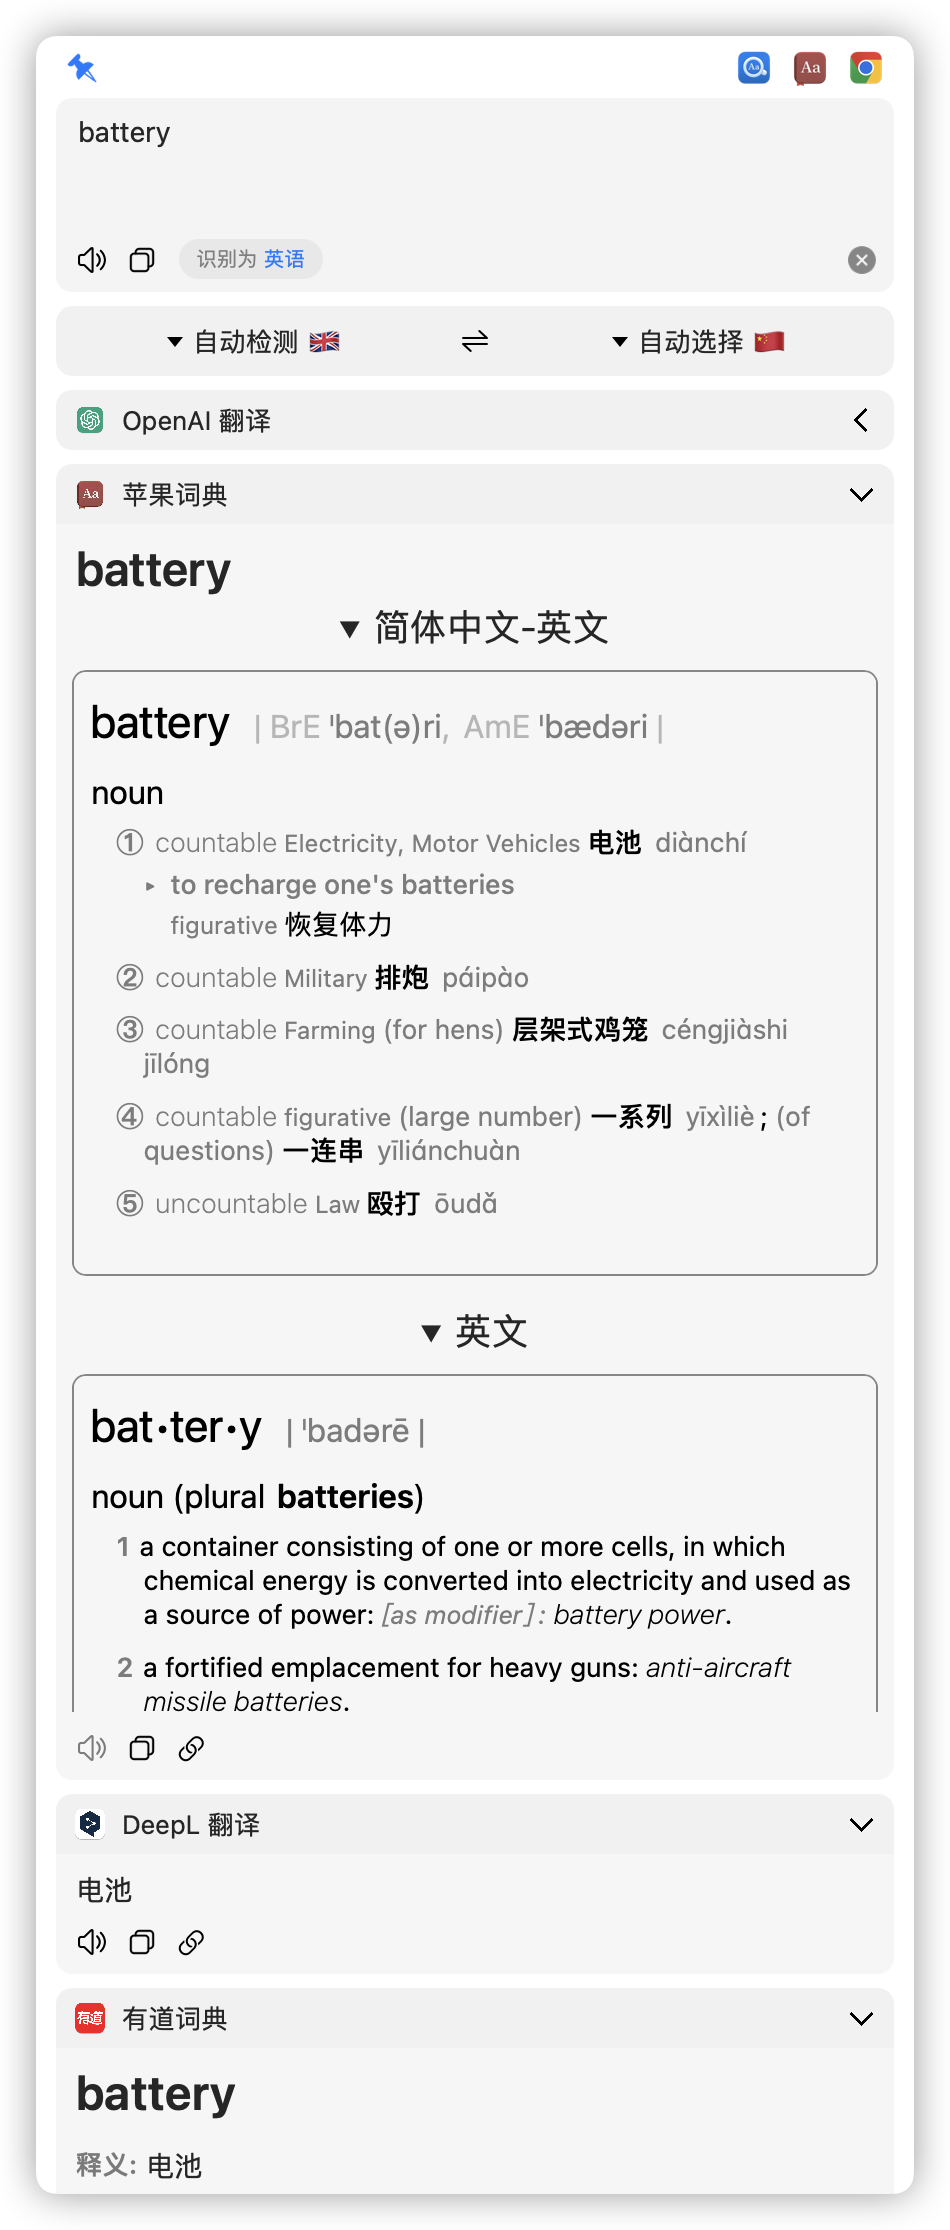 Aa
Aa
battery
识别为 英语
自动检测
自动选择
OpenAI 翻译
Aa 苹果词典
battery
简体中文-英文
battery | BrE 'bat(ə)ri, AmE 'bædəri |
noun
① countable Electricity, Motor Vehicles 电池 diànchí
▸ to recharge one's batteries
figurative 恢复体力
② countable Military 排炮 páipào
③ countable Farming (for hens) 层架式鸡笼 céngjiàshi
jīlóng
④ countable figurative (large number) 一系列 yīxìliè ; (of
questions) 一连串 yīliánchuàn
⑤ uncountable Law 殴打 ōudǎ
英文
bat·ter·y | 'badərē |
noun (plural batteries)
1 a container consisting of one or more cells, in which
chemical energy is converted into electricity and used as
a source of power: [as modifier] : battery power.
2 a fortified emplacement for heavy guns: anti-aircraft
missile batteries.
DeepL 翻译
电池
有道 有道词典
battery
释义: 电池